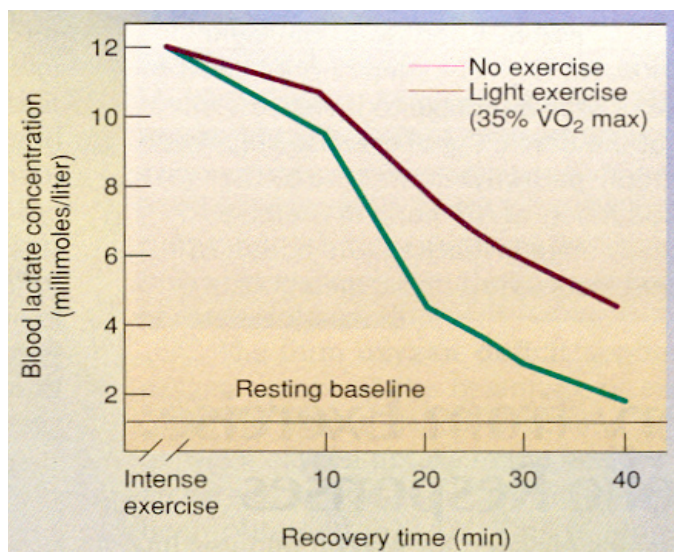 12
10
8
6
4
2
Blood lactate concentration
(millimoles/liter)
No exercise
Light exercise
(35% V̇O₂ max)
Resting baseline
Intense
exercise
10
20
30
40
Recovery time (min)